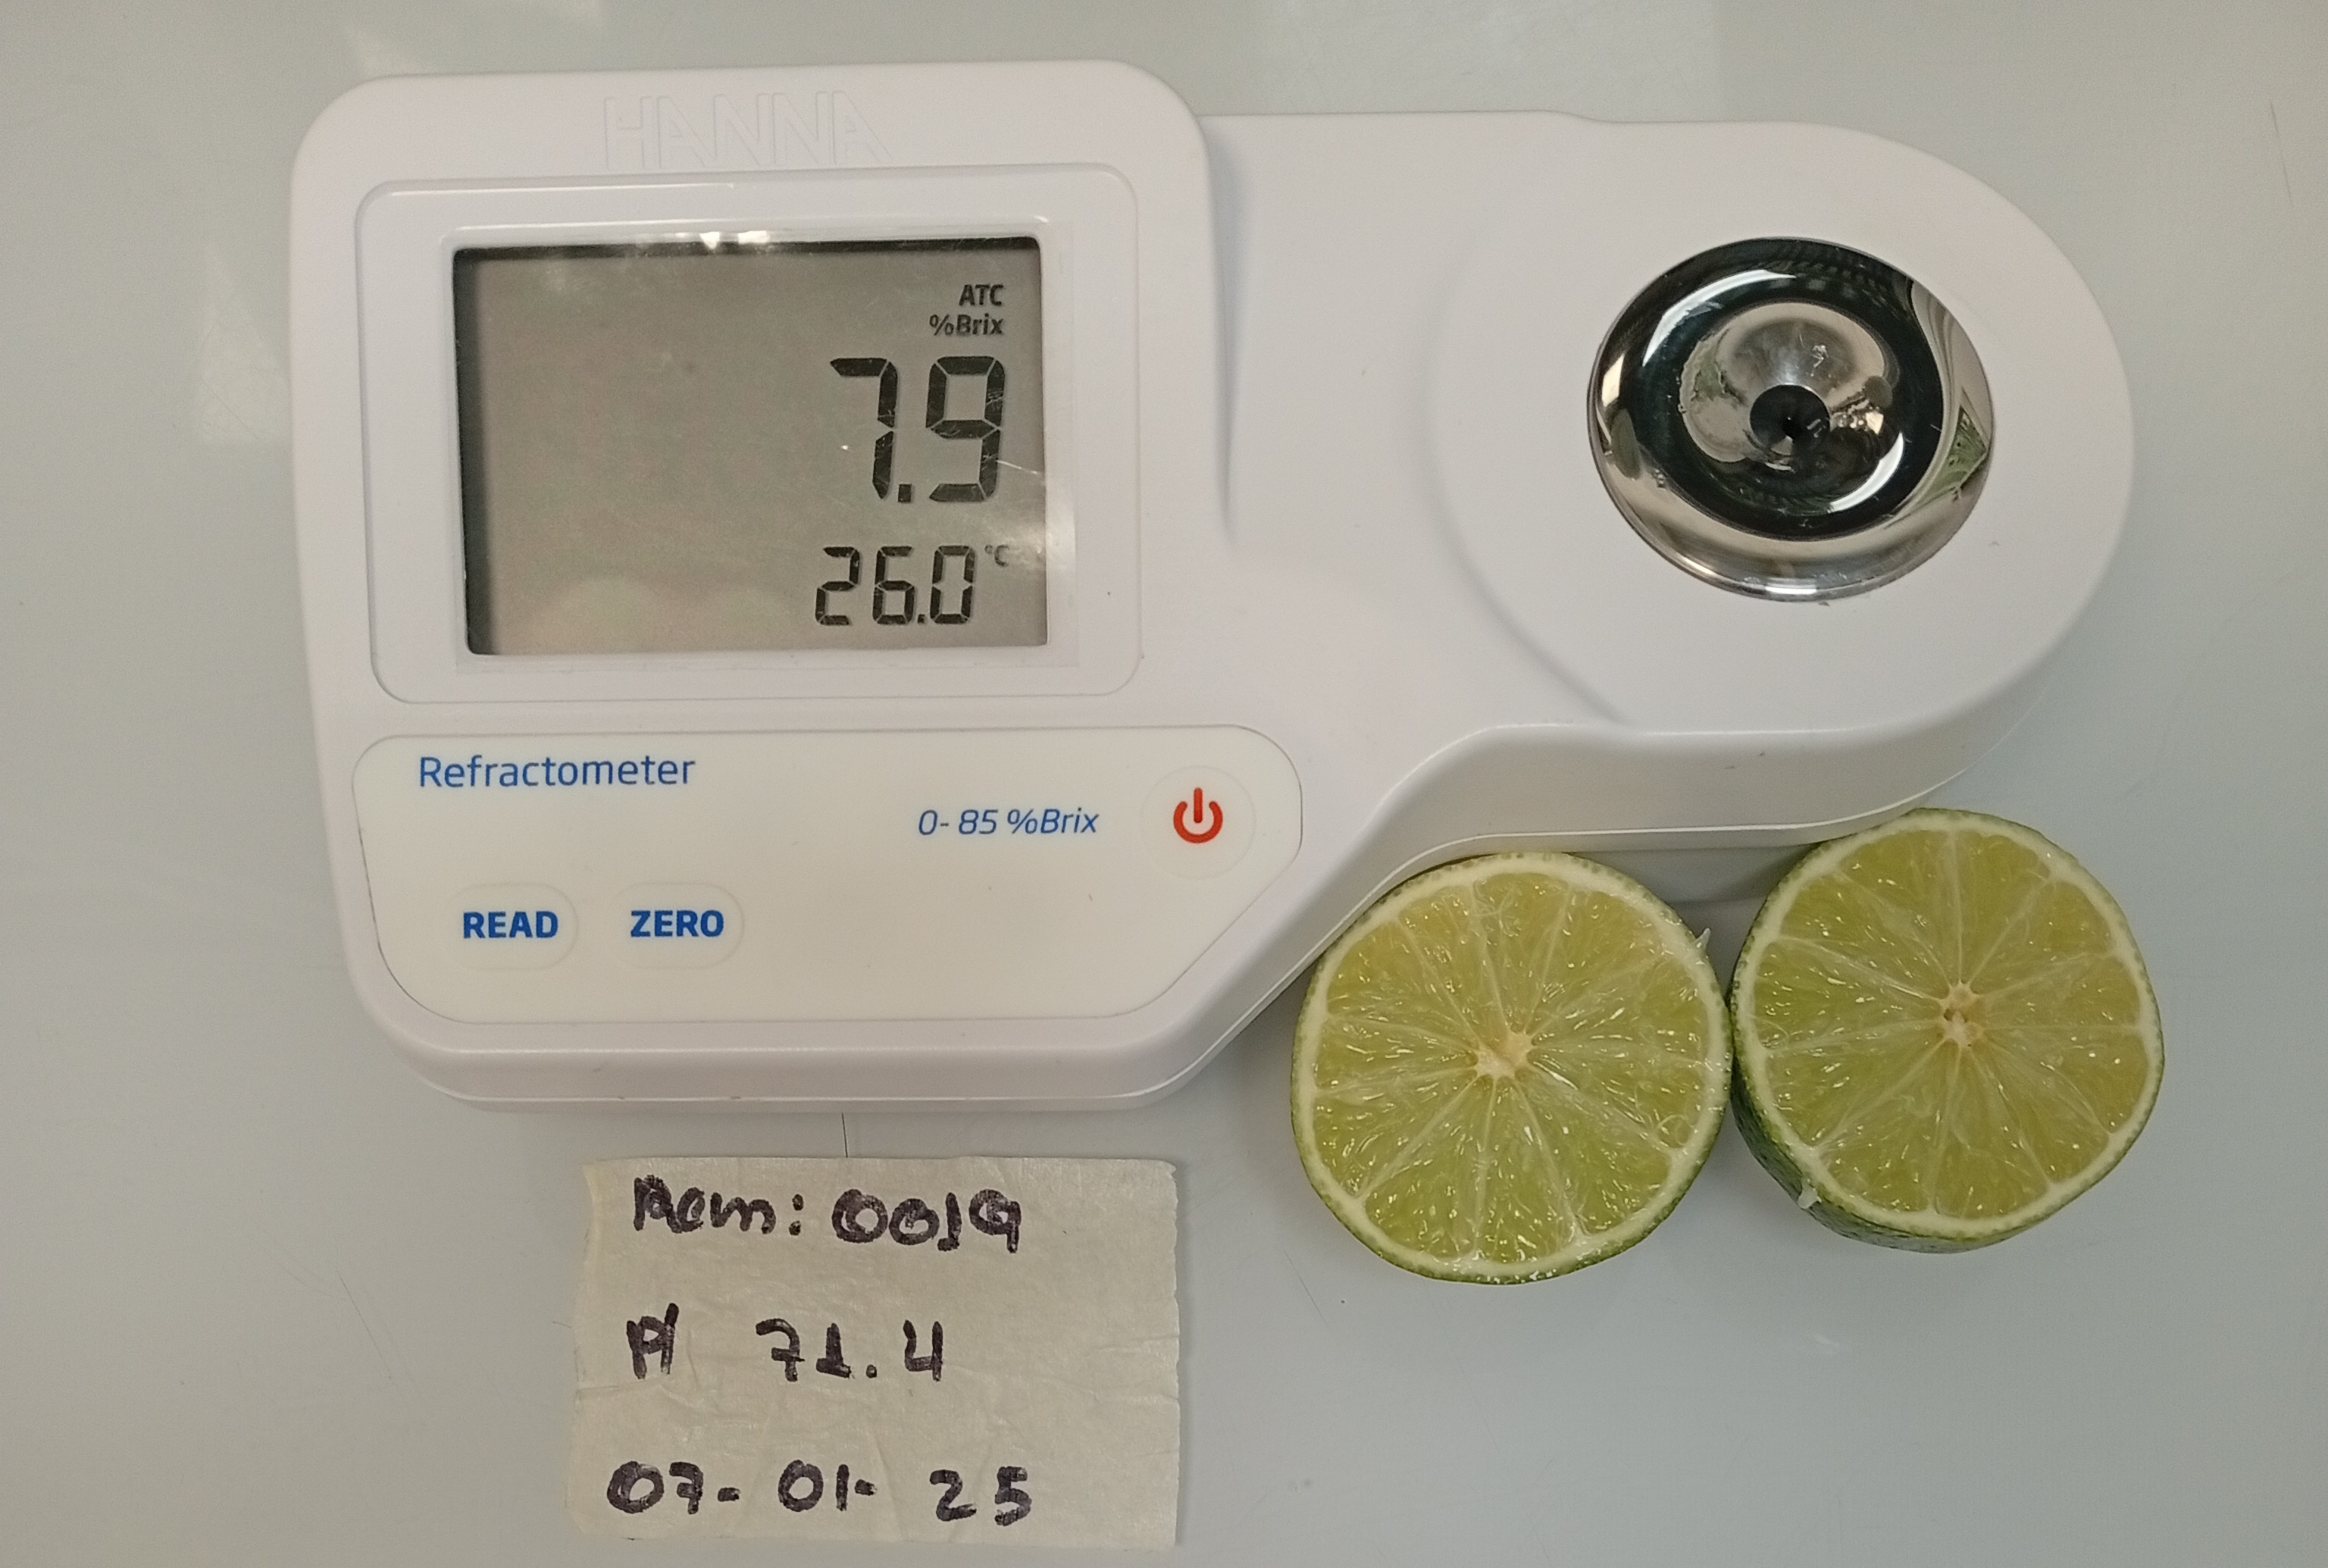 HANNA
ATC
%Brix
7.9
26.0 °C
Refractometer
0-85 %Brix
READ ZERO
Rem: 0019
P/ 71.4
07-01-25